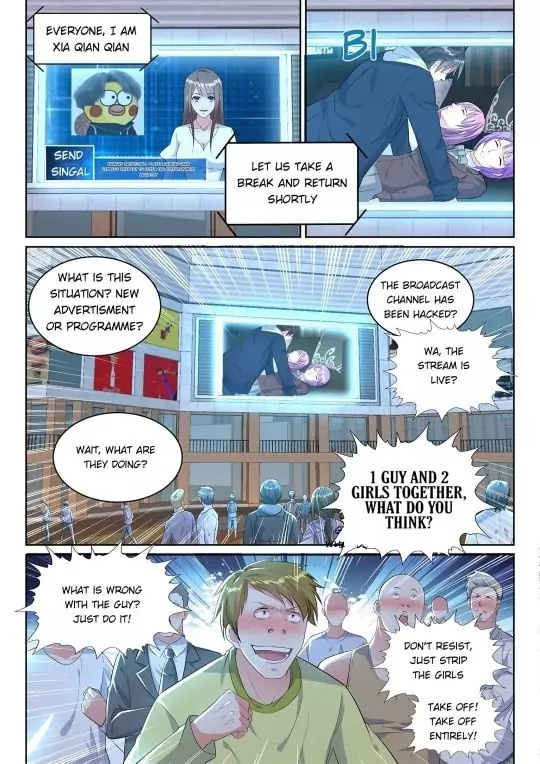 EVERYONE, I AM
XIA QIAN QIAN
SEND
SINGAL
LET US TAKE A
BREAK AND RETURN
SHORTLY
BI
WHAT IS THIS
SITUATION? NEW
ADVERTISMENT
OR PROGRAMME?
THE BROADCAST
CHANNEL HAS
BEEN HACKED?
WA, THE
STREAM IS
LIVE?
WAIT, WHAT ARE
THEY DOING?
1 GUY AND 2
GIRLS TOGETHER,
WHAT DO YOU
THINK?
WHAT IS WRONG
WITH THE GUY?
JUST DO IT!
DON'T RESIST,
JUST STRIP
THE GIRLS
TAKE OFF!
TAKE OFF
ENTIRELY!